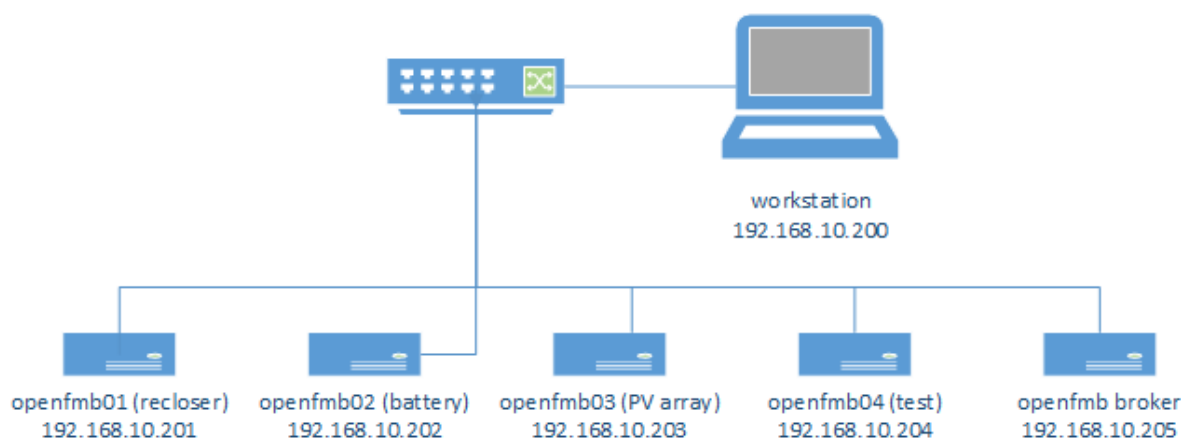 workstation
192.168.10.200
openfmb01 (recloser)
192.168.10.201
openfmb02 (battery)
192.168.10.202
openfmb03 (PV array)
192.168.10.203
openfmb04 (test)
192.168.10.204
openfmb broker
192.168.10.205